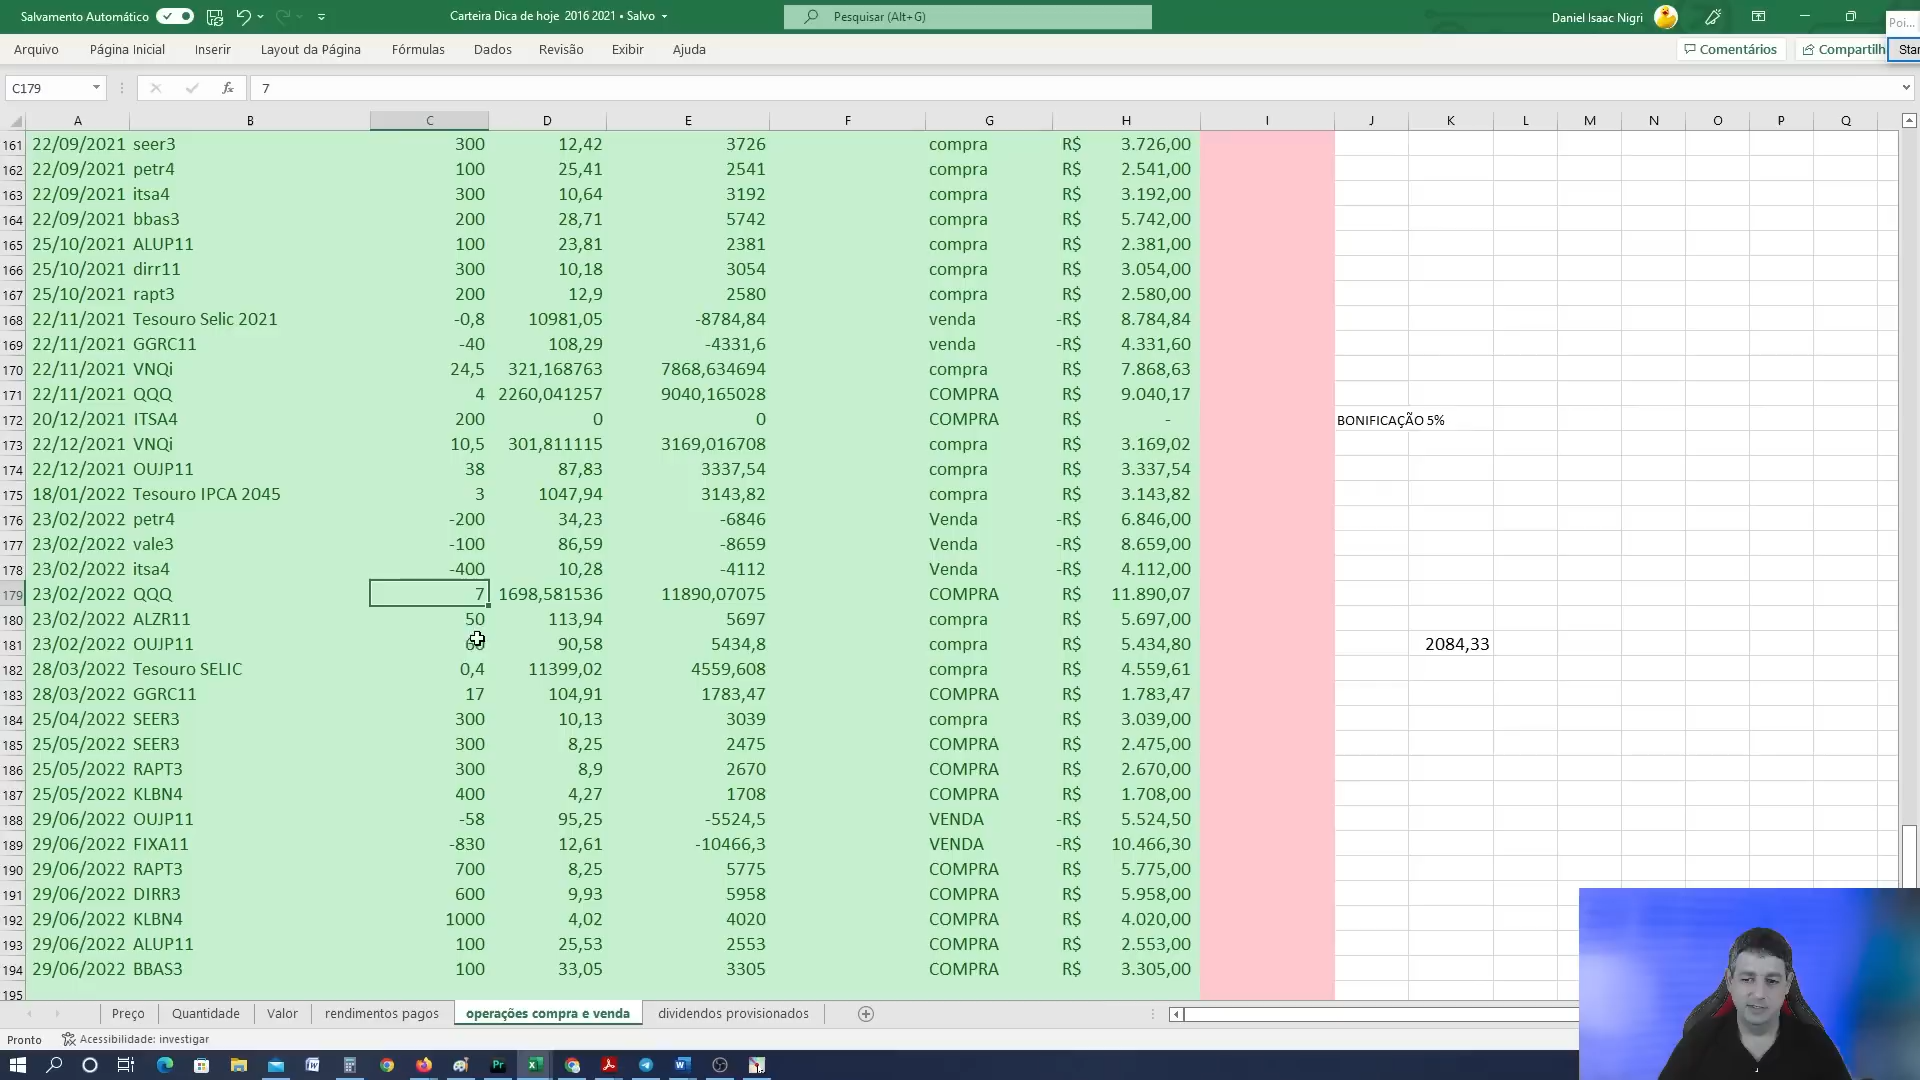 Salvamento Automático
Carteira Dica de hoje 2016 2021 • Salvo
Pesquisar (Alt+G)
Daniel Isaac Nigri
Poi...
Arquivo Página Inicial Inserir Layout da Página Fórmulas Dados Revisão Exibir Ajuda
Comentários
Compartilh
Star
C179
fx
7
A B C D E F G H I J K L M N O P Q
161 22/09/2021 seer3 300 12,42 3726 compra R$ 3.726,00
162 22/09/2021 petr4 100 25,41 2541 compra R$ 2.541,00
163 22/09/2021 itsa4 300 10,64 3192 compra R$ 3.192,00
164 22/09/2021 bbas3 200 28,71 5742 compra R$ 5.742,00
165 25/10/2021 ALUP11 100 23,81 2381 compra R$ 2.381,00
166 25/10/2021 dirr11 300 10,18 3054 compra R$ 3.054,00
167 25/10/2021 rapt3 200 12,9 2580 compra R$ 2.580,00
168 22/11/2021 Tesouro Selic 2021 -0,8 10981,05 -8784,84 venda -R$ 8.784,84
169 22/11/2021 GGRC11 -40 108,29 -4331,6 venda -R$ 4.331,60
170 22/11/2021 VNQi 24,5 321,168763 7868,634694 compra R$ 7.868,63
171 22/11/2021 QQQ 4 2260,041257 9040,165028 COMPRA R$ 9.040,17
172 20/12/2021 ITSA4 200 0 0 COMPRA R$ - BONIFICAÇÃO 5%
173 22/12/2021 VNQi 10,5 301,811115 3169,016708 compra R$ 3.169,02
174 22/12/2021 OUJP11 38 87,83 3337,54 compra R$ 3.337,54
175 18/01/2022 Tesouro IPCA 2045 3 1047,94 3143,82 compra R$ 3.143,82
176 23/02/2022 petr4 -200 34,23 -6846 Venda -R$ 6.846,00
177 23/02/2022 vale3 -100 86,59 -8659 Venda -R$ 8.659,00
178 23/02/2022 itsa4 -400 10,28 -4112 Venda -R$ 4.112,00
179 23/02/2022 QQQ 7 1698,581536 11890,07075 COMPRA R$ 11.890,07
180 23/02/2022 ALZR11 50 113,94 5697 compra R$ 5.697,00
181 23/02/2022 OUJP11 60 90,58 5434,8 compra R$ 5.434,80 2084,33
182 28/03/2022 Tesouro SELIC 0,4 11399,02 4559,608 compra R$ 4.559,61
183 28/03/2022 GGRC11 17 104,91 1783,47 COMPRA R$ 1.783,47
184 25/04/2022 SEER3 300 10,13 3039 compra R$ 3.039,00
185 25/05/2022 SEER3 300 8,25 2475 COMPRA R$ 2.475,00
186 25/05/2022 RAPT3 300 8,9 2670 COMPRA R$ 2.670,00
187 25/05/2022 KLBN4 400 4,27 1708 COMPRA R$ 1.708,00
188 29/06/2022 OUJP11 -58 95,25 -5524,5 VENDA -R$ 5.524,50
189 29/06/2022 FIXA11 -830 12,61 -10466,3 VENDA -R$ 10.466,30
190 29/06/2022 RAPT3 700 8,25 5775 COMPRA R$ 5.775,00
191 29/06/2022 DIRR3 600 9,93 5958 COMPRA R$ 5.958,00
192 29/06/2022 KLBN4 1000 4,02 4020 COMPRA R$ 4.020,00
193 29/06/2022 ALUP11 100 25,53 2553 COMPRA R$ 2.553,00
194 29/06/2022 BBAS3 100 33,05 3305 COMPRA R$ 3.305,00
195
Preço Quantidade Valor rendimentos pagos operações compra e venda dividendos provisionados
Pronto Acessibilidade: investigar